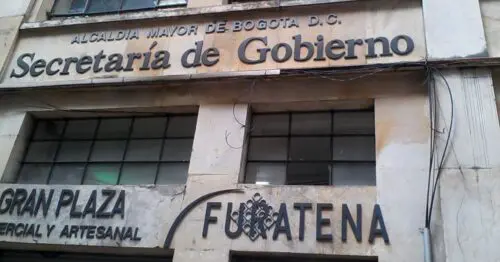 ALCALDIA MAYOR DE BOGOTA D.C.
Secretaría de Gobierno
GRAN PLAZA
ERCIAL Y ARTESANAL
FURATENA